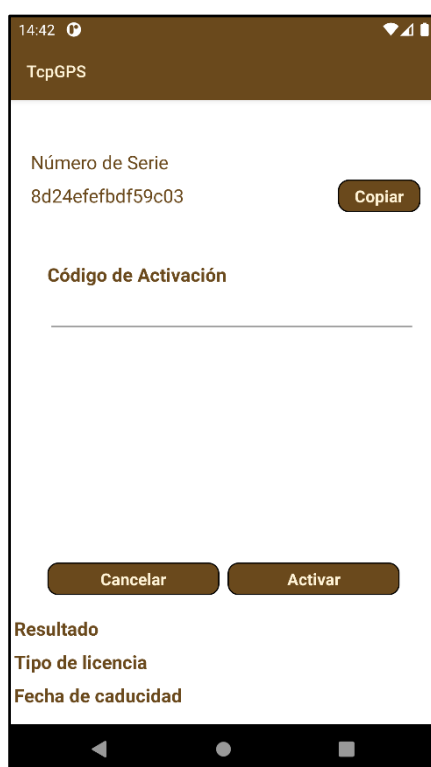 14:42
TcpGPS
Número de Serie
8d24efefbdf59c03
Copiar
Código de Activación
Cancelar
Activar
Resultado
Tipo de licencia
Fecha de caducidad